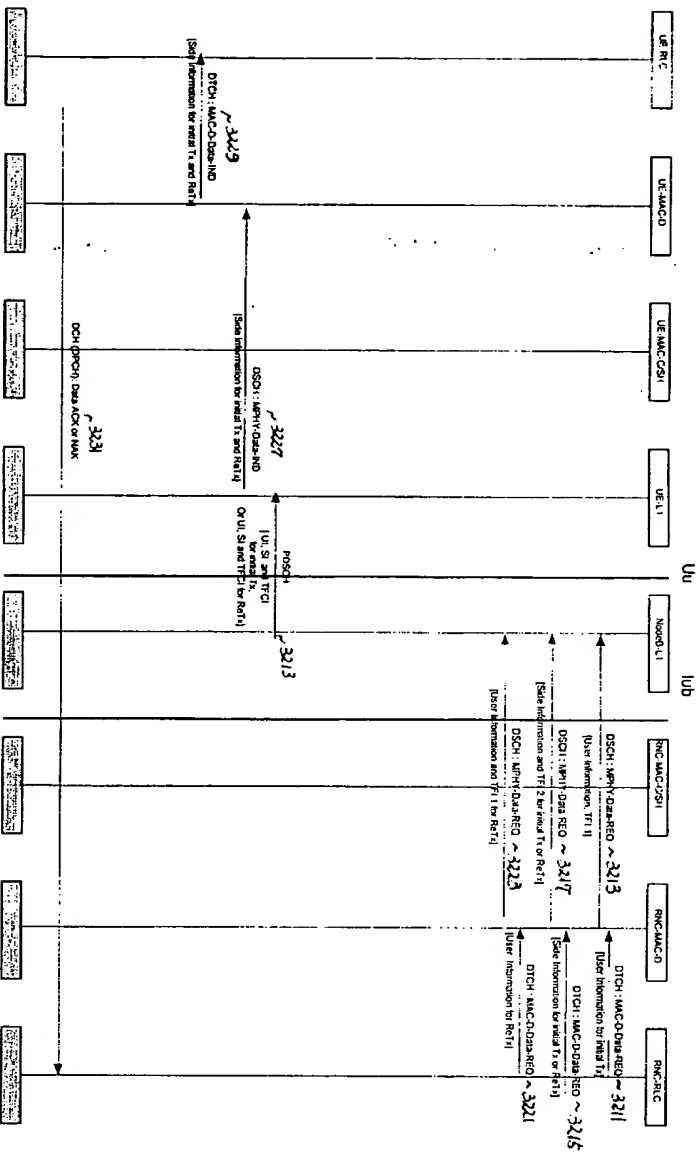 UE-RLC
UE-MAC-D
UE-MAC-C/SH
UE-L1
Uu
NodeB-L1
Iub
RNC-MAC-C/SH
RNC-MAC-D
RNC-RLC
DTCH : MAC-D-Data-REQ ~ 3211
[User Information for initial Tx]
DSCH : MPHY-Data-REQ ~ 3213
[User Information, TFI 1]
DTCH : MAC-D-Data-REQ ~ 3215
[Side Information for initial Tx or ReTx]
DSCH : MPHY-Data REQ ~ 3217
[Side Information and TFI 2 for initial Tx or ReTx]
DTCH : MAC-D-Data-REQ ~ 3221
[User Information for ReTx]
DSCH : MPHY-Data-REQ ~ 3223
[User Information and TFI 1 for ReTx]
~ 3213
PDSCH
[UI, SI and TFCI
for initial Tx,
Or UI, SI and TFCI for ReTx]
~ 3227
DSCH : MPHY-Data-IND
[Side Information for initial Tx and ReTx]
~ 3229
DTCH : MAC-D-Data-IND
[Side Information for initial Tx and ReTx]
~ 3231
DCH (DPCH): Data ACK or NAK